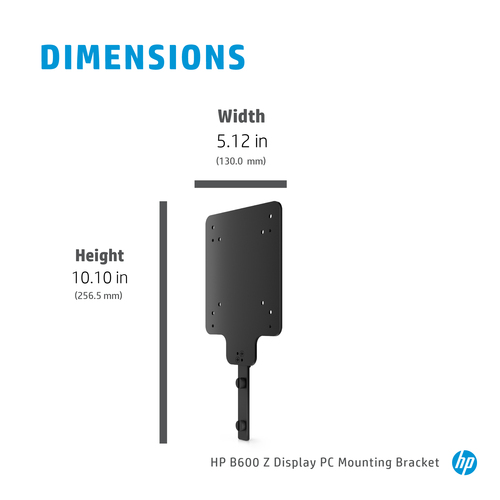 DIMENSIONS
Width
5.12 in
(130.0 mm)
Height
10.10 in
(256.5 mm)
HP B600 Z Display PC Mounting Bracket
hp